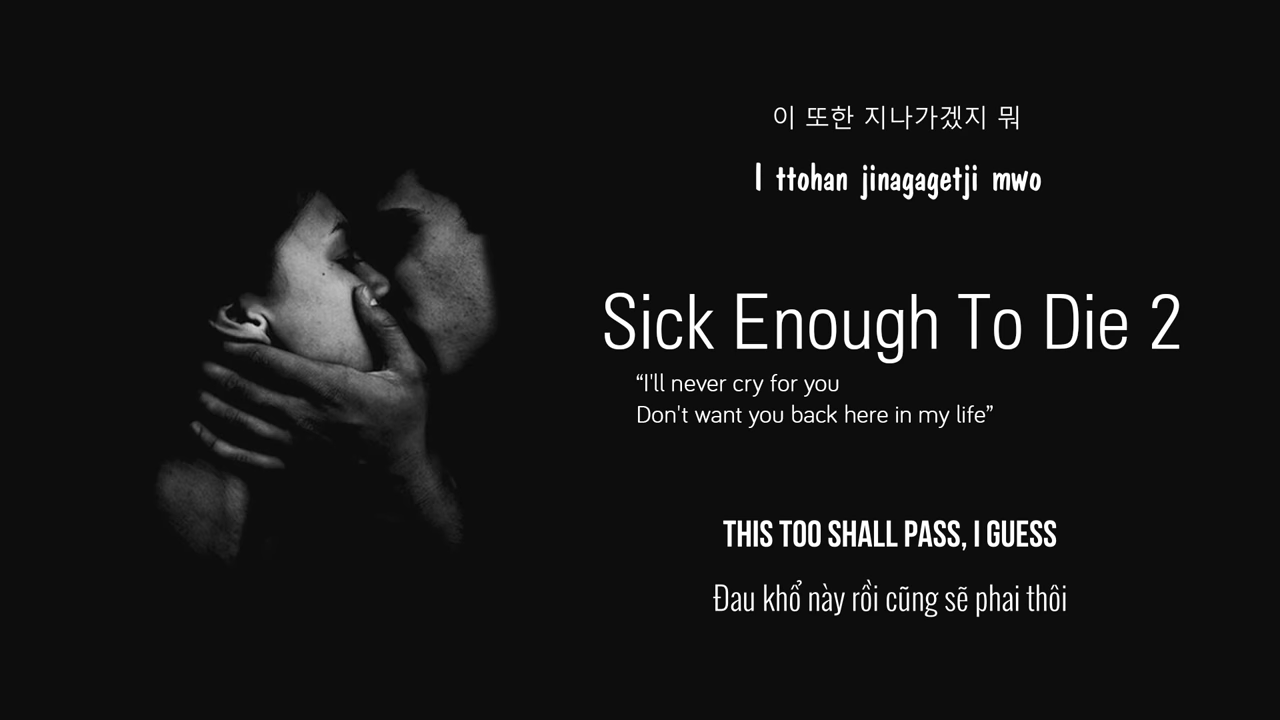 이 또한 지나가겠지 뭐
I ttohan jinagagetji mwo
Sick Enough To Die 2
“I'll never cry for you
Don't want you back here in my life”
THIS TOO SHALL PASS, I GUESS
Đau khổ này rồi cũng sẽ phai thôi